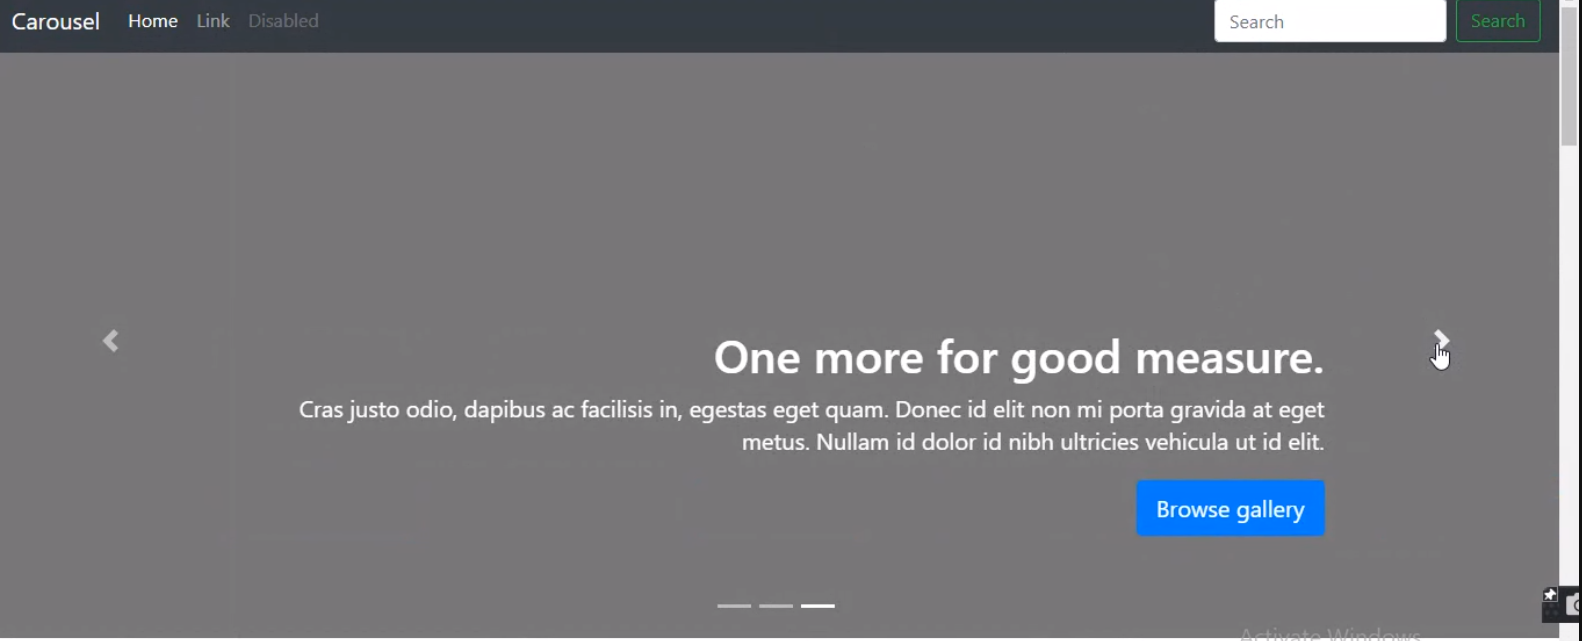 Carousel Home Link Disabled Search Search
One more for good measure.
Cras justo odio, dapibus ac facilisis in, egestas eget quam. Donec id elit non mi porta gravida at eget
metus. Nullam id dolor id nibh ultricies vehicula ut id elit.
Browse gallery
Activate Windows